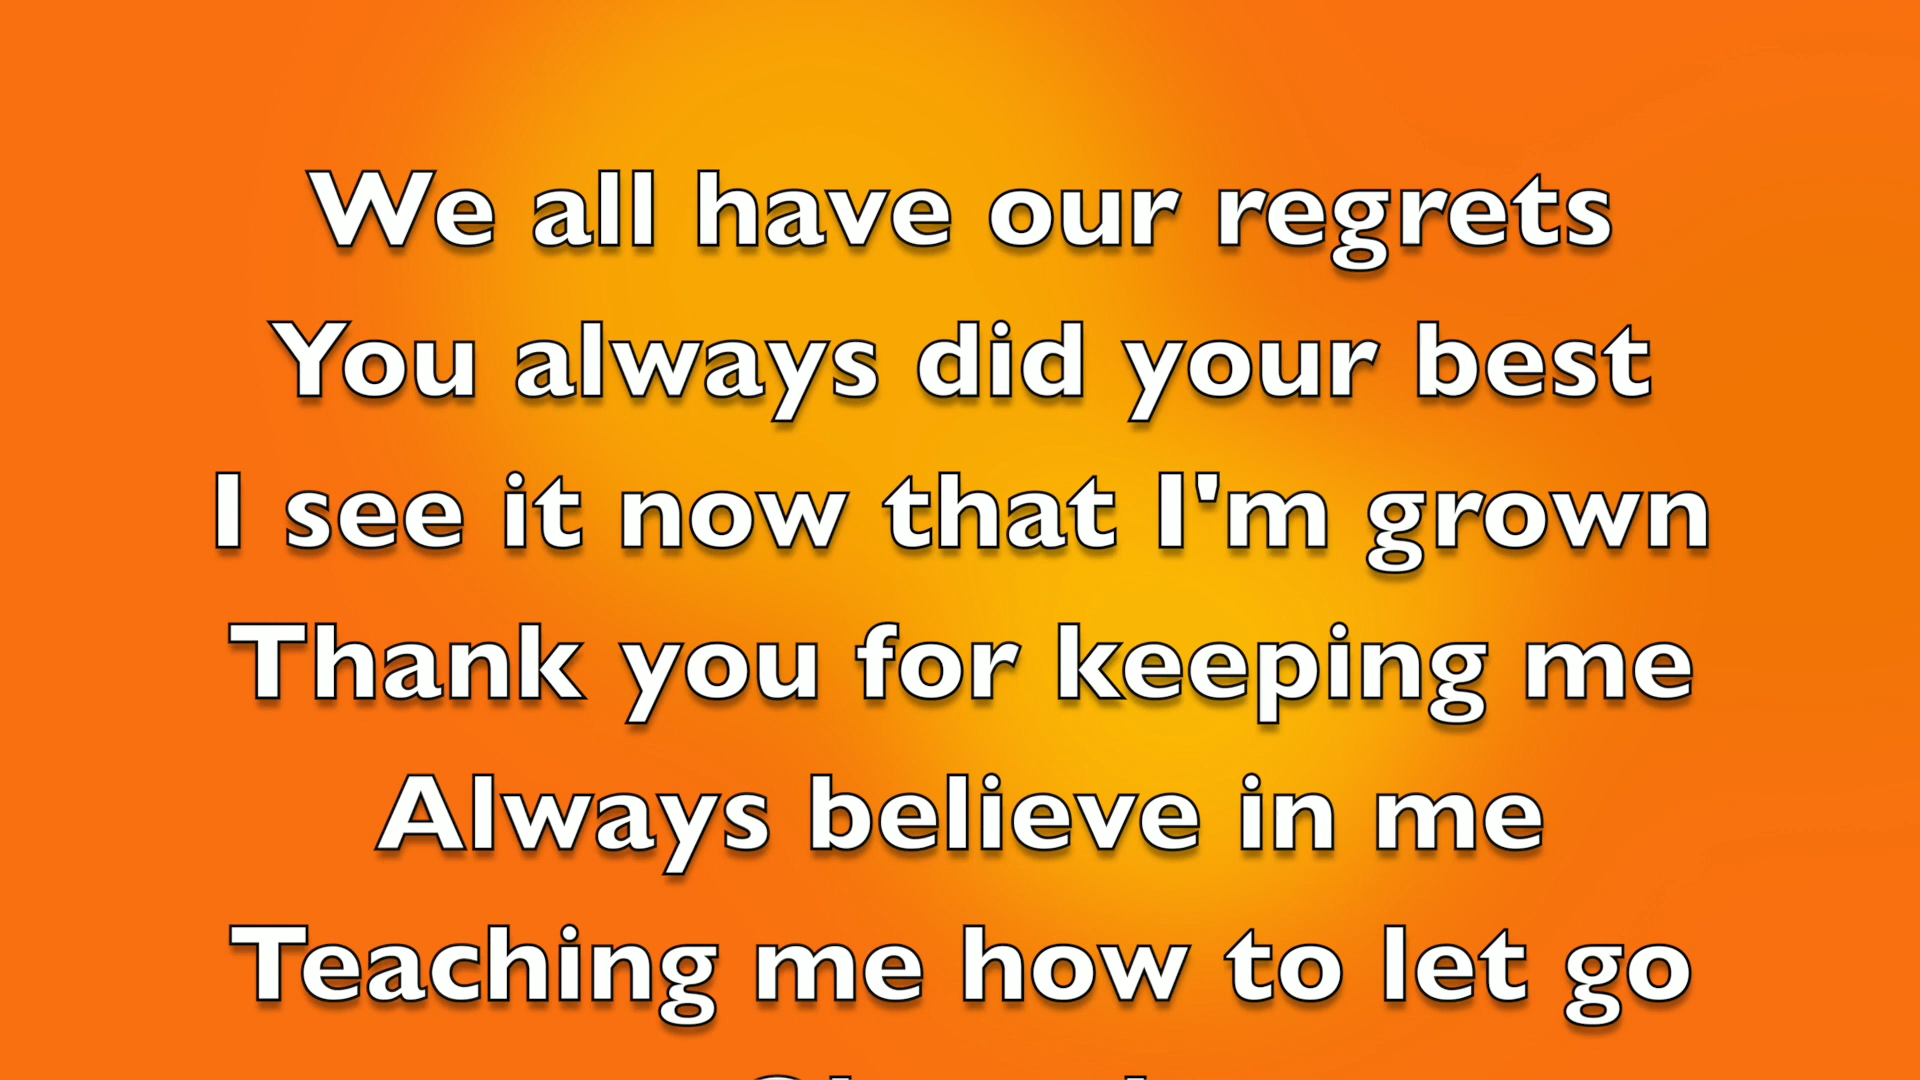 We all have our regrets
You always did your best
I see it now that I'm grown
Thank you for keeping me
Always believe in me
Teaching me how to let go